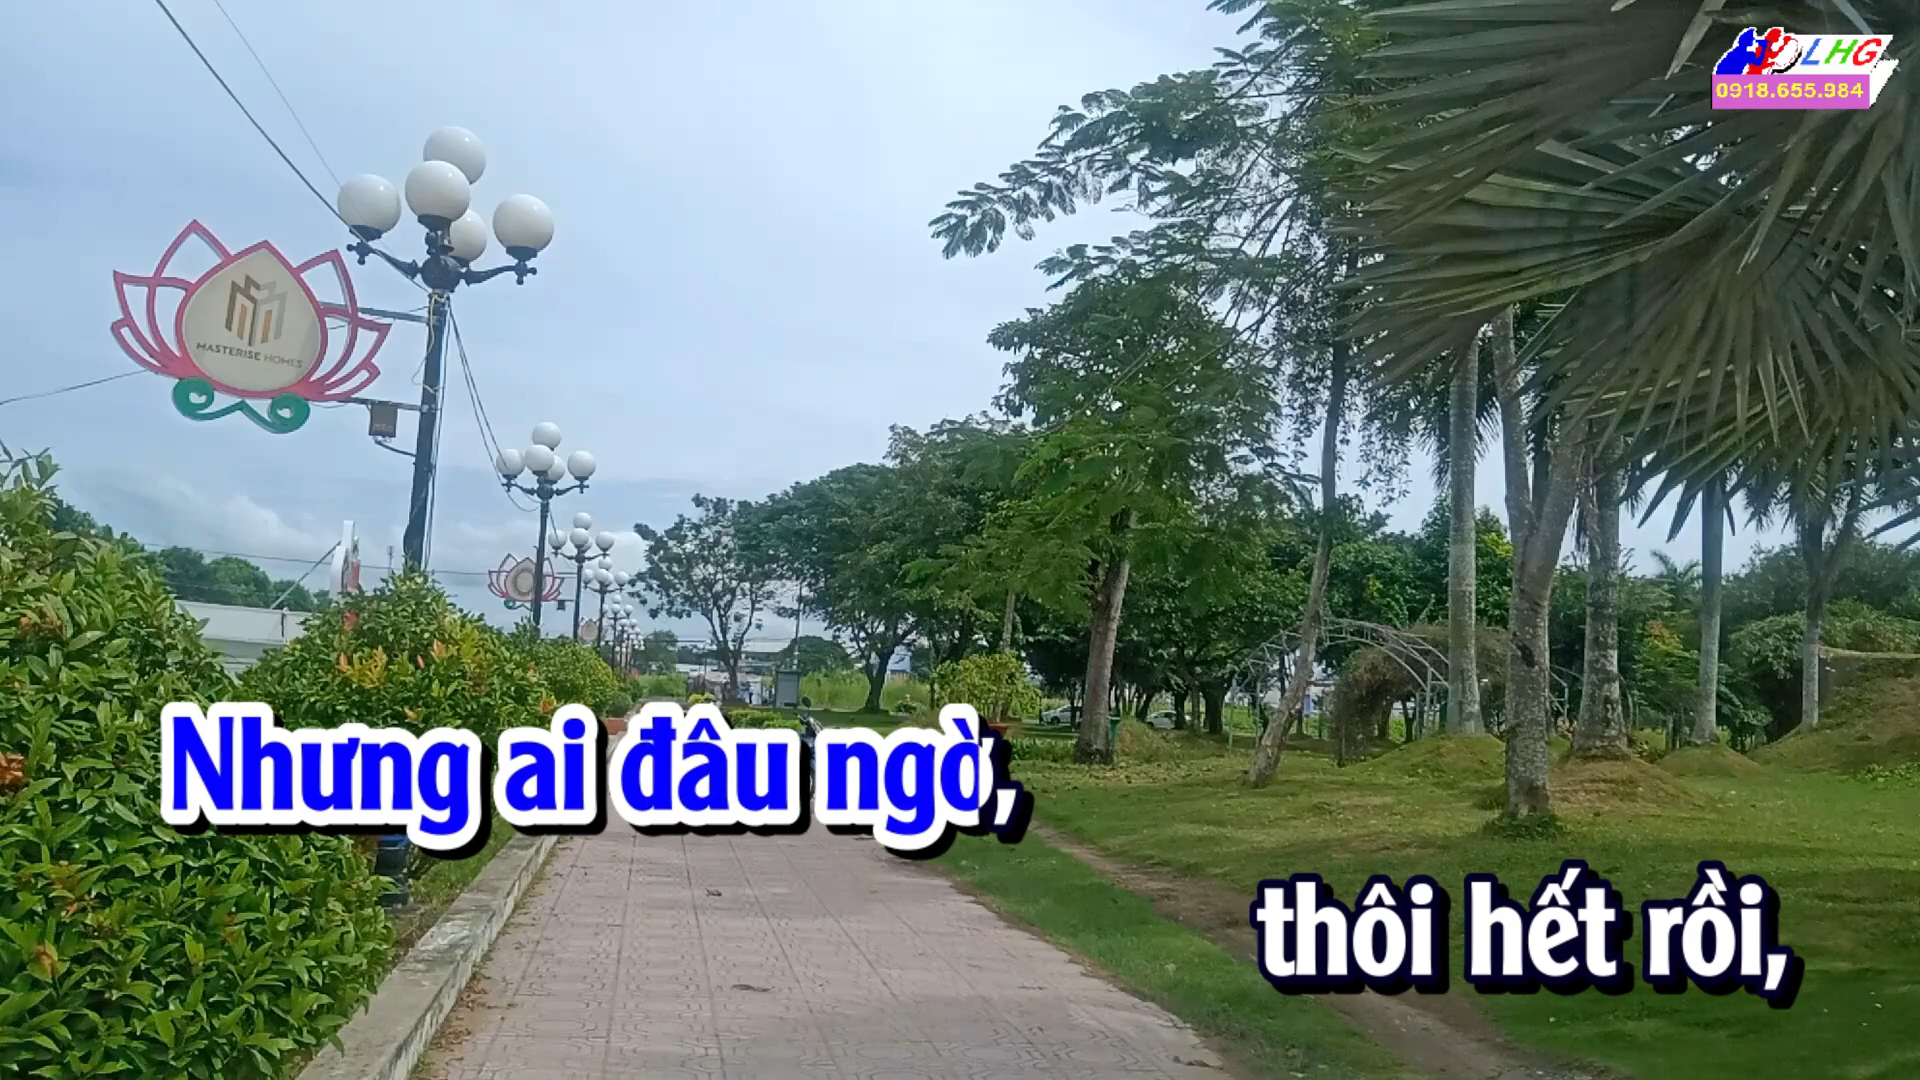 LHG
0918.655.984
MASTERISE HOMES
Nhưng ai đâu ngờ,
thôi hết rồi,